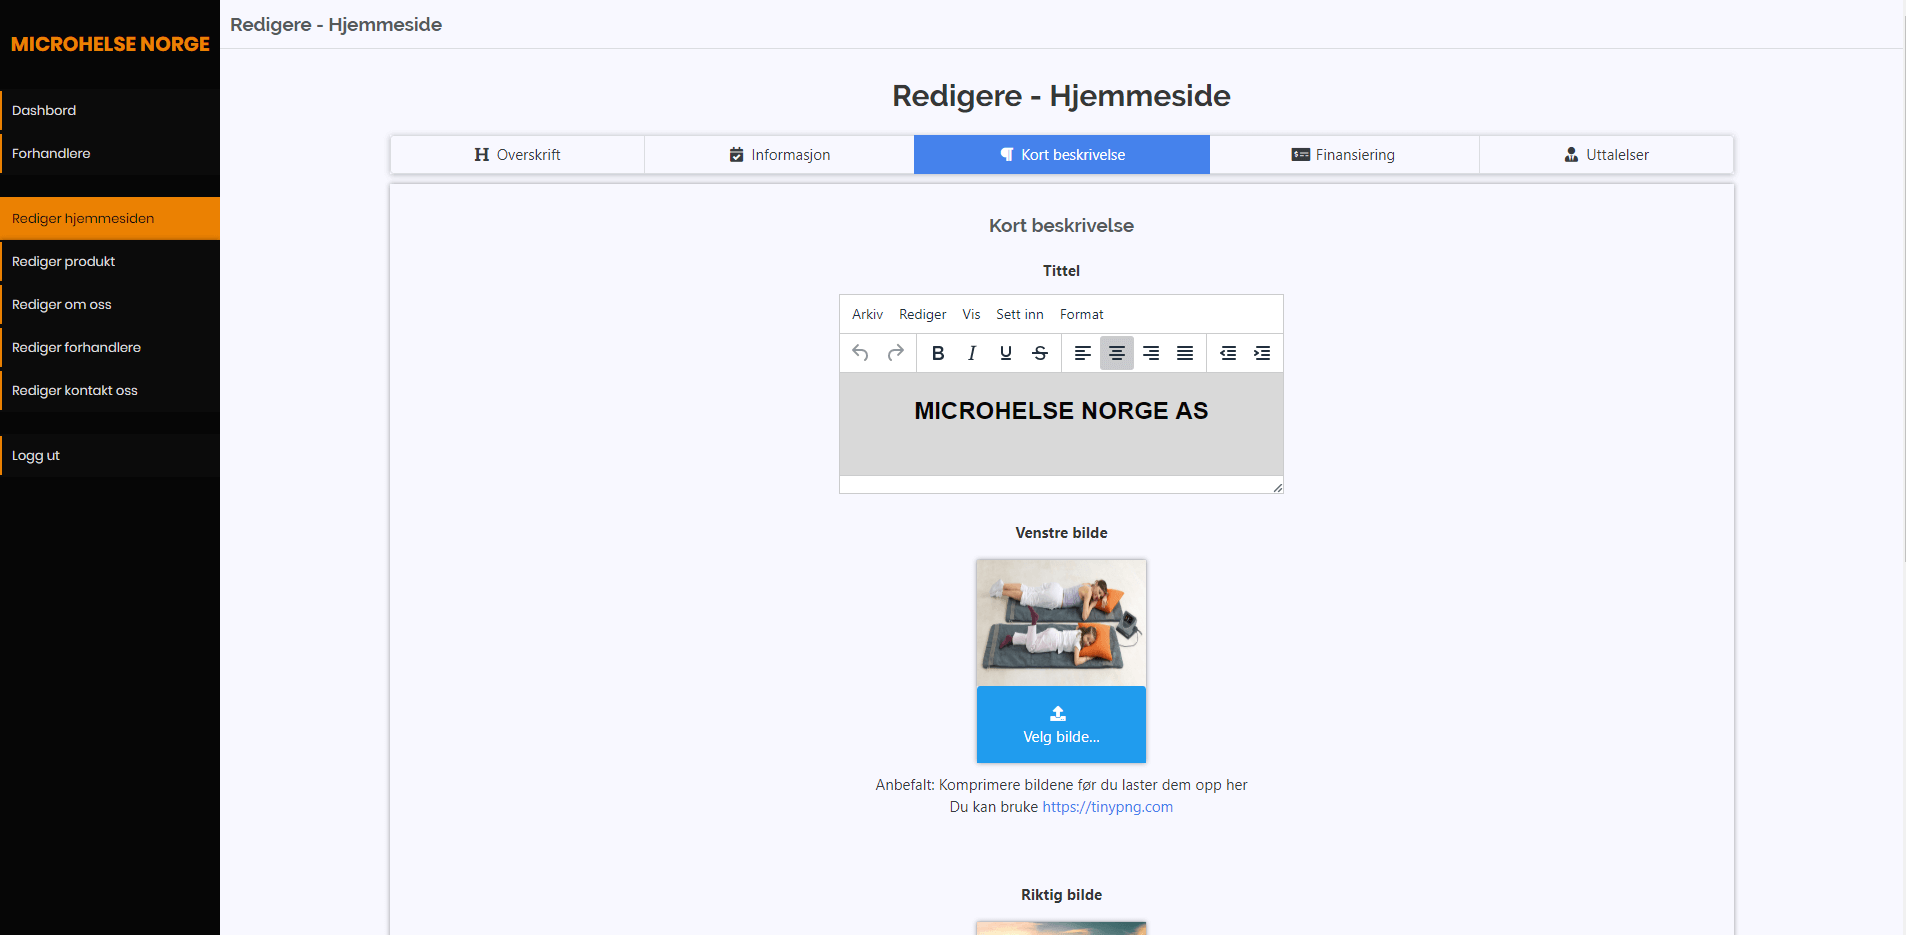 MICROHELSE NORGE
Dashbord
Forhandlere
Rediger hjemmesiden
Rediger produkt
Rediger om oss
Rediger forhandlere
Rediger kontakt oss
Logg ut
Redigere - Hjemmeside
Redigere - Hjemmeside
Overskrift
Informasjon
Kort beskrivelse
Finansiering
Uttalelser
Kort beskrivelse
Tittel
Arkiv Rediger Vis Sett inn Format
MICROHELSE NORGE AS
Venstre bilde
Velg bilde...
Anbefalt: Komprimere bildene før du laster dem opp her
Du kan bruke https://tinypng.com
Riktig bilde